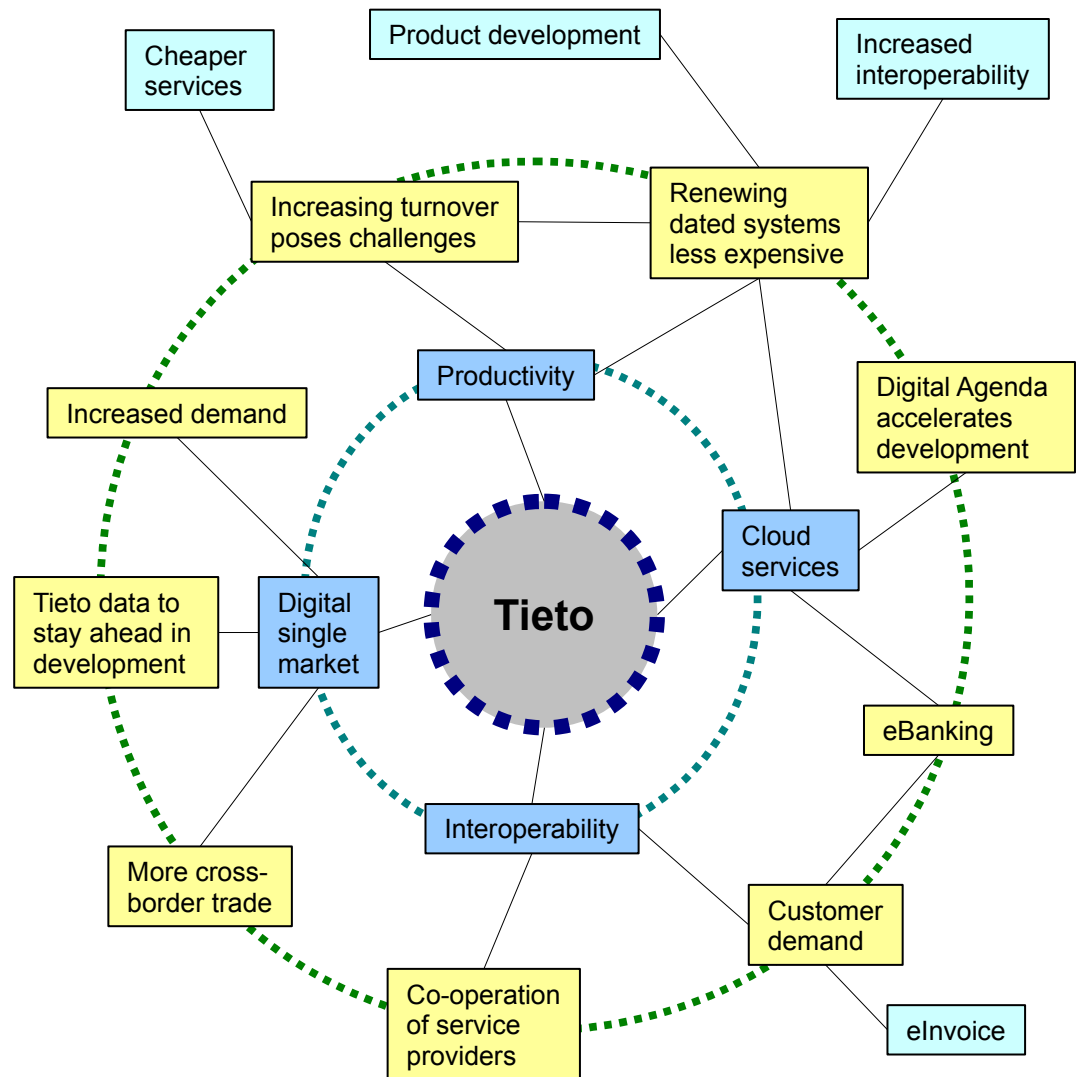 Cheaper
services
Product development
Increased
interoperability
Increasing turnover
poses challenges
Renewing
dated systems
less expensive
Productivity
Increased demand
Digital Agenda
accelerates
development
Cloud
services
Tieto data to
stay ahead in
development
Digital
single
market
Tieto
eBanking
Interoperability
More cross-
border trade
Customer
demand
Co-operation
of service
providers
eInvoice